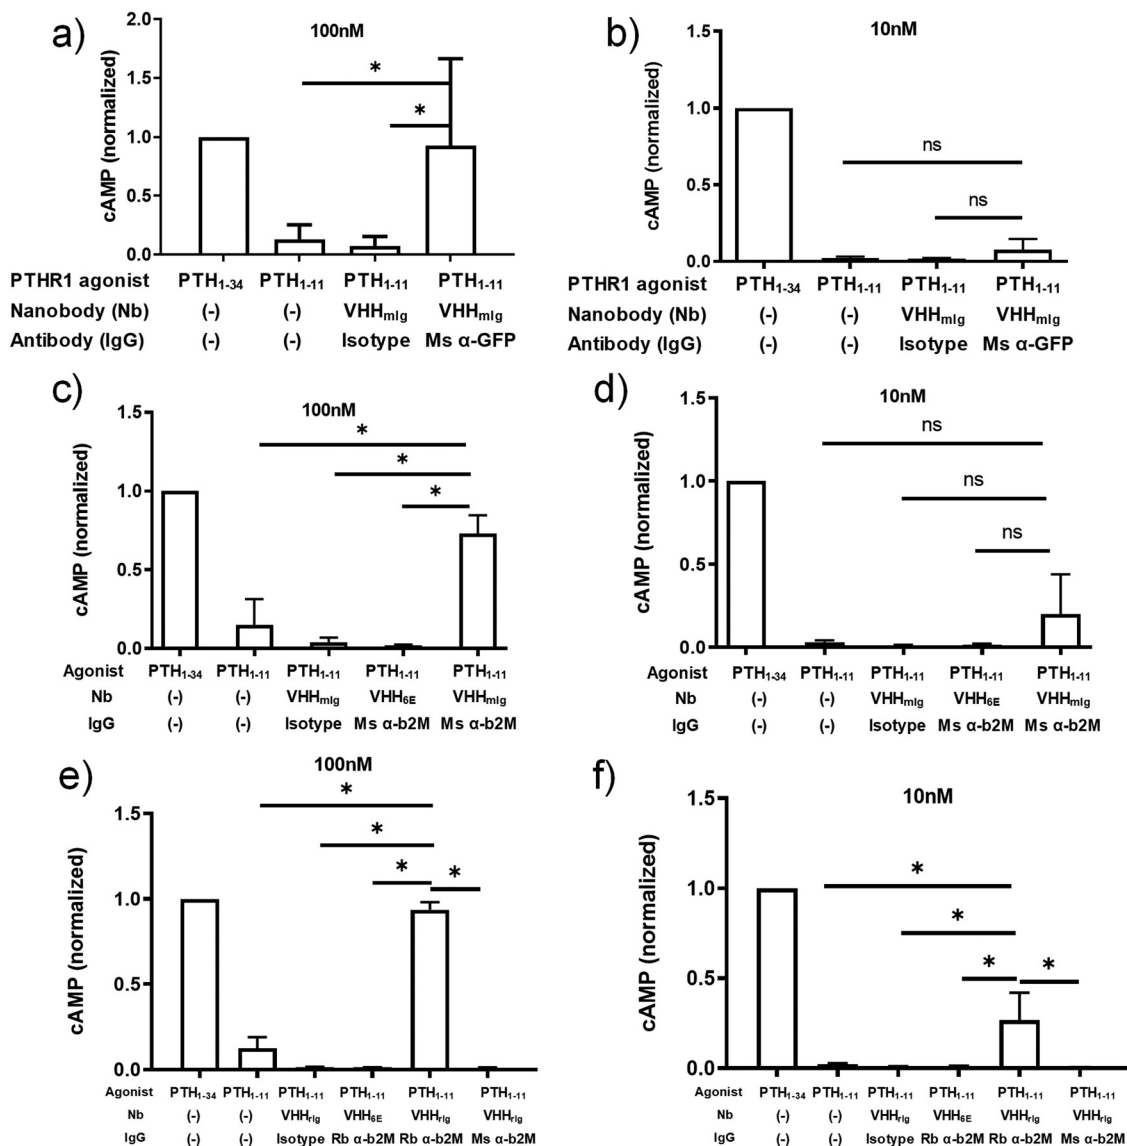 a)
100nM
cAMP (normalized)
2.0
1.5
1.0
0.5
0.0
*
*
PTHR1 agonist PTH1-34 PTH1-11 PTH1-11 PTH1-11
Nanobody (Nb) (-) (-) VHHmIg VHHmIg
Antibody (IgG) (-) (-) Isotype Ms α-GFP
b)
10nM
cAMP (normalized)
1.5
1.0
0.5
0.0
ns
ns
PTHR1 agonist PTH1-34 PTH1-11 PTH1-11 PTH1-11
Nanobody (Nb) (-) (-) VHHmIg VHHmIg
Antibody (IgG) (-) (-) Isotype Ms α-GFP
c)
100nM
cAMP (normalized)
1.5
1.0
0.5
0.0
*
*
*
Agonist PTH1-34 PTH1-11 PTH1-11 PTH1-11 PTH1-11
Nb (-) (-) VHHmIg VHH6E VHHmIg
IgG (-) (-) Isotype Ms α-b2M Ms α-b2M
d)
10nM
cAMP (normalized)
1.5
1.0
0.5
0.0
ns
ns
ns
Agonist PTH1-34 PTH1-11 PTH1-11 PTH1-11 PTH1-11
Nb (-) (-) VHHmIg VHH6E VHHmIg
IgG (-) (-) Isotype Ms α-b2M Ms α-b2M
e)
100nM
cAMP (normalized)
1.5
1.0
0.5
0.0
*
*
*
*
Agonist PTH1-34 PTH1-11 PTH1-11 PTH1-11 PTH1-11 PTH1-11
Nb (-) (-) VHHrIg VHH6E VHHrIg VHHrIg
IgG (-) (-) Isotype Rb α-b2M Rb α-b2M Ms α-b2M
f)
10nM
cAMP (normalized)
1.5
1.0
0.5
0.0
*
*
*
*
Agonist PTH1-34 PTH1-11 PTH1-11 PTH1-11 PTH1-11 PTH1-11
Nb (-) (-) VHHrIg VHH6E VHHrIg VHHrIg
IgG (-) (-) Isotype Rb α-b2M Rb α-b2M Ms α-b2M